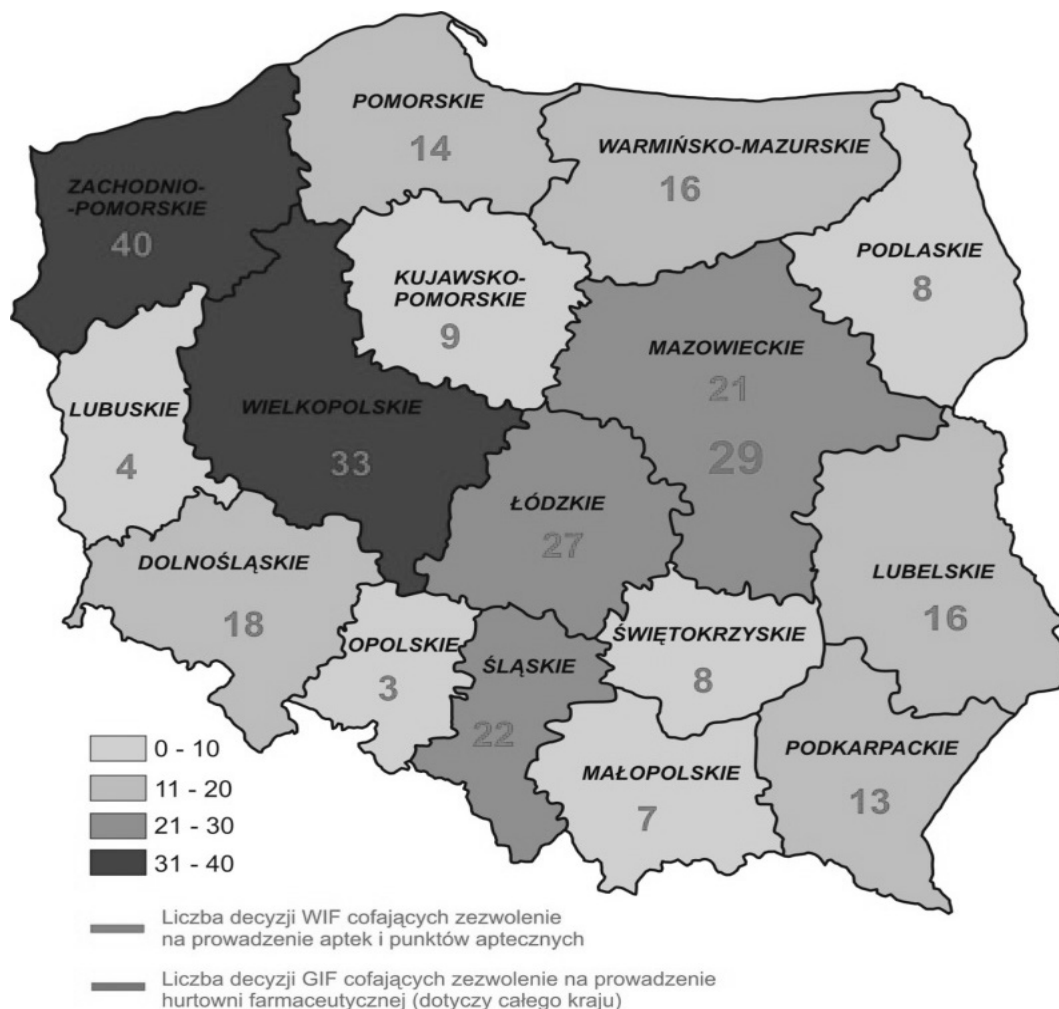 POMORSKIE
14
WARMIŃSKO-MAZURSKIE
16
ZACHODNIO-
-POMORSKIE
40
PODLASKIE
8
KUJAWSKO-
POMORSKIE
9
MAZOWIECKIE
21
29
LUBUSKIE
4
WIELKOPOLSKIE
33
ŁÓDZKIE
27
DOLNOŚLĄSKIE
18
LUBELSKIE
16
OPOLSKIE
3
ŚLĄSKIE
22
ŚWIĘTOKRZYSKIE
8
MAŁOPOLSKIE
7
PODKARPACKIE
13
0 - 10
11 - 20
21 - 30
31 - 40
Liczba decyzji WIF cofających zezwolenie
na prowadzenie aptek i punktów aptecznych
Liczba decyzji GIF cofających zezwolenie na prowadzenie
hurtowni farmaceutycznej (dotyczy całego kraju)